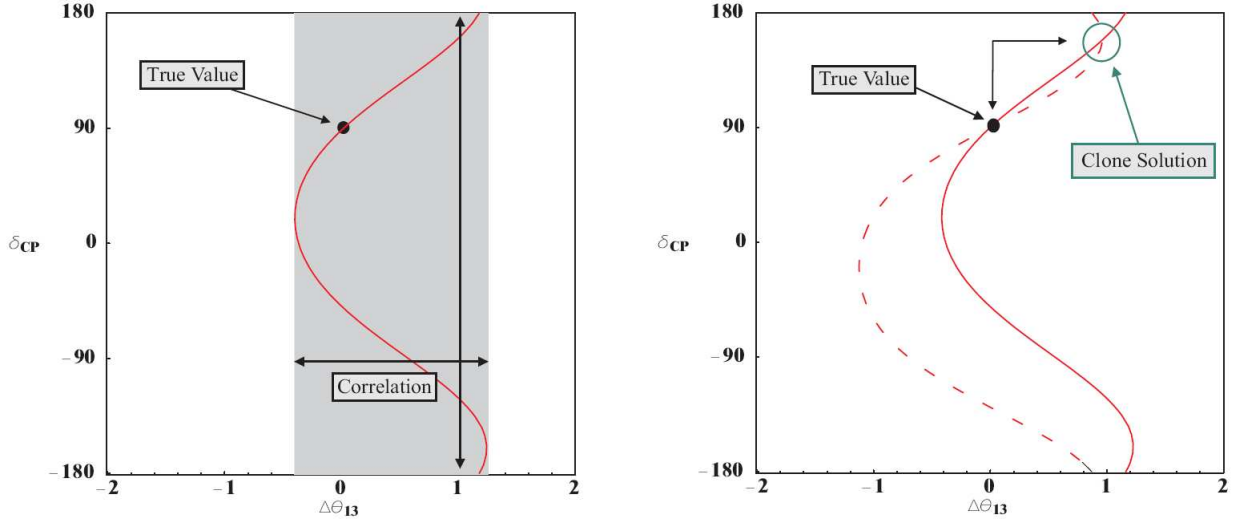 180
True Value
90
δCP
0
– 90
Correlation
– 180
– 2
– 1
0
1
2
Δθ13
180
True Value
90
Clone Solution
δCP
0
– 90
– 180
– 2
– 1
0
1
2
Δθ13